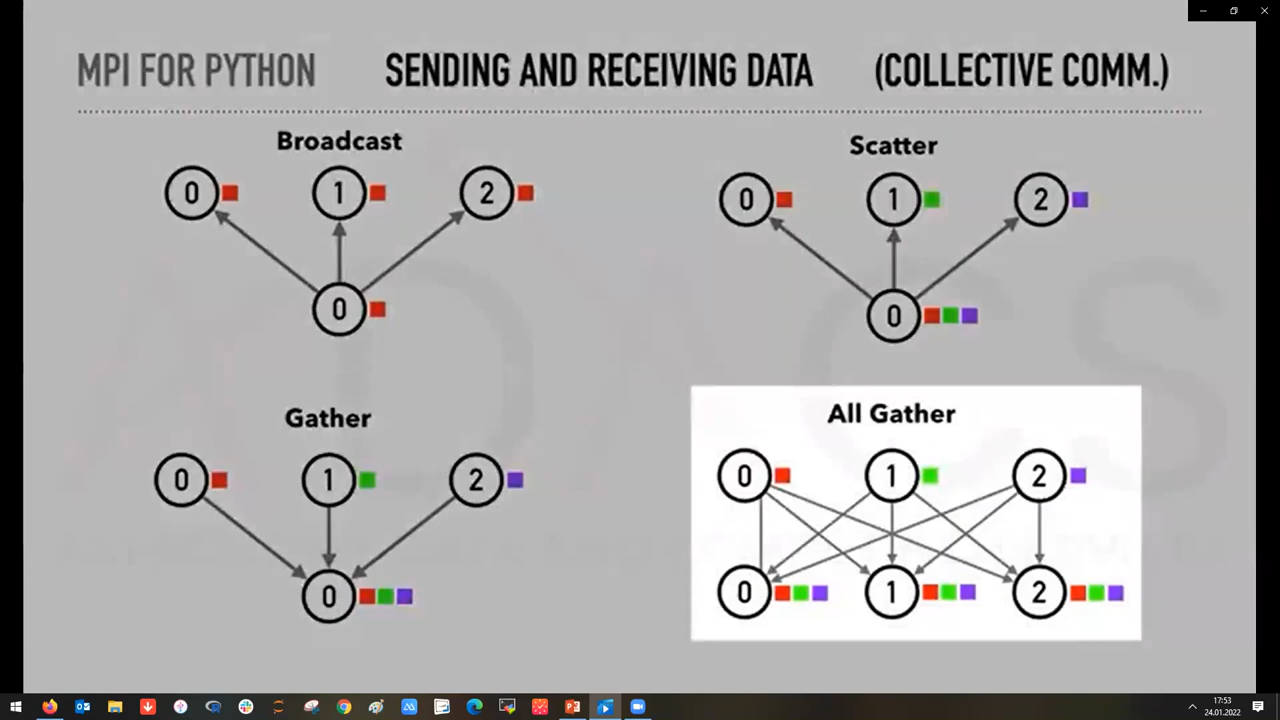 MPI FOR PYTHON SENDING AND RECEIVING DATA (COLLECTIVE COMM.)
Broadcast
0 1 2
0
Scatter
0 1 2
0
Gather
0 1 2
0
All Gather
0 1 2
0 1 2
17:53
24.01.2022